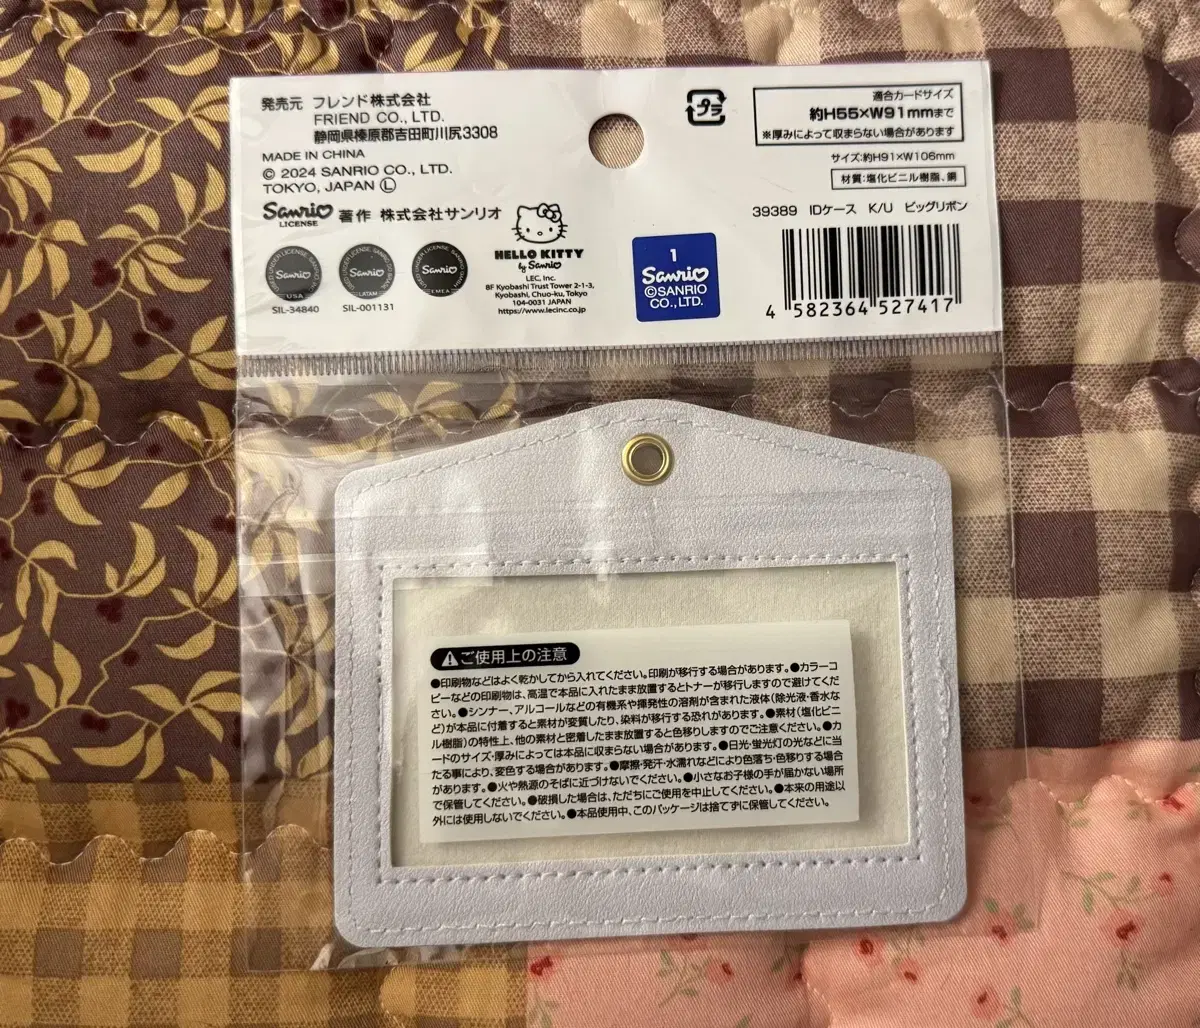 発売元 フレンド株式会社
FRIEND CO., LTD.
静岡県榛原郡吉田町川尻3308
MADE IN CHINA
© 2024 SANRIO CO., LTD.
TOKYO, JAPAN Ⓛ
Sanrio 著作 株式会社サンリオ
LICENSE
Sanrio
USA
SIL-34840
Sanrio
LATAM
SIL-001131
Sanrio
EMEA
HELLO KITTY
by Sanrio
LEC, Inc.
8F Kyobashi Trust Tower 2-1-3,
Kyobashi, Chuo-ku, Tokyo
104-0031 JAPAN
https://www.lecinc.co.jp
プラ
1
Sanrio
©SANRIO
CO.,LTD.
適合カードサイズ
約H55×W91mmまで
※厚みによって収まらない場合があります
サイズ:約H91×W106mm
材質:塩化ビニル樹脂、銅
39389 IDケース K/U ビッグリボン
4 582364 527417
ご使用上の注意
●印刷物などはよく乾かしてから入れてください。印刷が移行する場合があります。●カラーコ
ピーなどの印刷物は、高温で本品に入れたまま放置するとトナーが移行しますので避けてくだ
さい。●シンナー、アルコールなどの有機系や揮発性の溶剤が含まれた液体(除光液・香水な
ど)が本品に付着すると素材が変質したり、染料が移行する恐れがあります。●素材(塩化ビニ
ル樹脂)の特性上、他の素材と密着したまま放置すると色移りしますのでご注意ください。●カ
ードのサイズ・厚みによっては本品に収まらない場合があります。●日光・蛍光灯の光などに当
たる事により、変色する場合があります。●摩擦・発汗・水濡れなどにより色落ち・色移りする場合
があります。●火や熱源のそばに近づけないでください。●小さなお子様の手が届かない場所
で保管してください。●破損した場合は、ただちにご使用を中止してください。●本来の用途以
外には使用しないでください。●本品使用中、このパッケージは捨てずに保管してください。